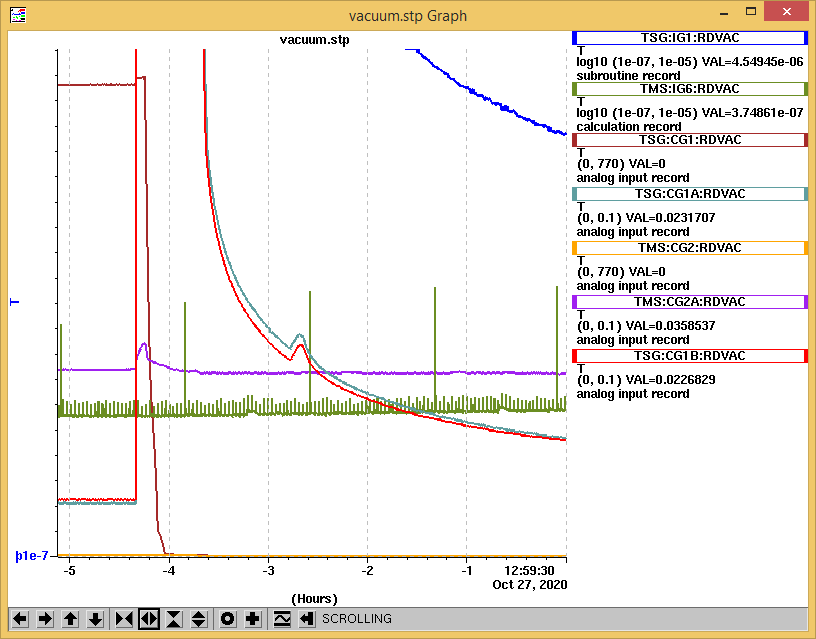 vacuum.stp Graph
vacuum.stp
T
1e-7
-5
-4
-3
-2
-1
12:59:30
Oct 27, 2020
(Hours)
TSG:IG1:RDVAC
T
log10 (1e-07, 1e-05) VAL=4.54945e-06
subroutine record
TMS:IG6:RDVAC
T
log10 (1e-07, 1e-05) VAL=3.74861e-07
calculation record
TSG:CG1:RDVAC
T
(0, 770) VAL=0
analog input record
TSG:CG1A:RDVAC
T
(0, 0.1) VAL=0.0231707
analog input record
TMS:CG2:RDVAC
T
(0, 770) VAL=0
analog input record
TMS:CG2A:RDVAC
T
(0, 0.1) VAL=0.0358537
analog input record
TSG:CG1B:RDVAC
T
(0, 0.1) VAL=0.0226829
analog input record
SCROLLING